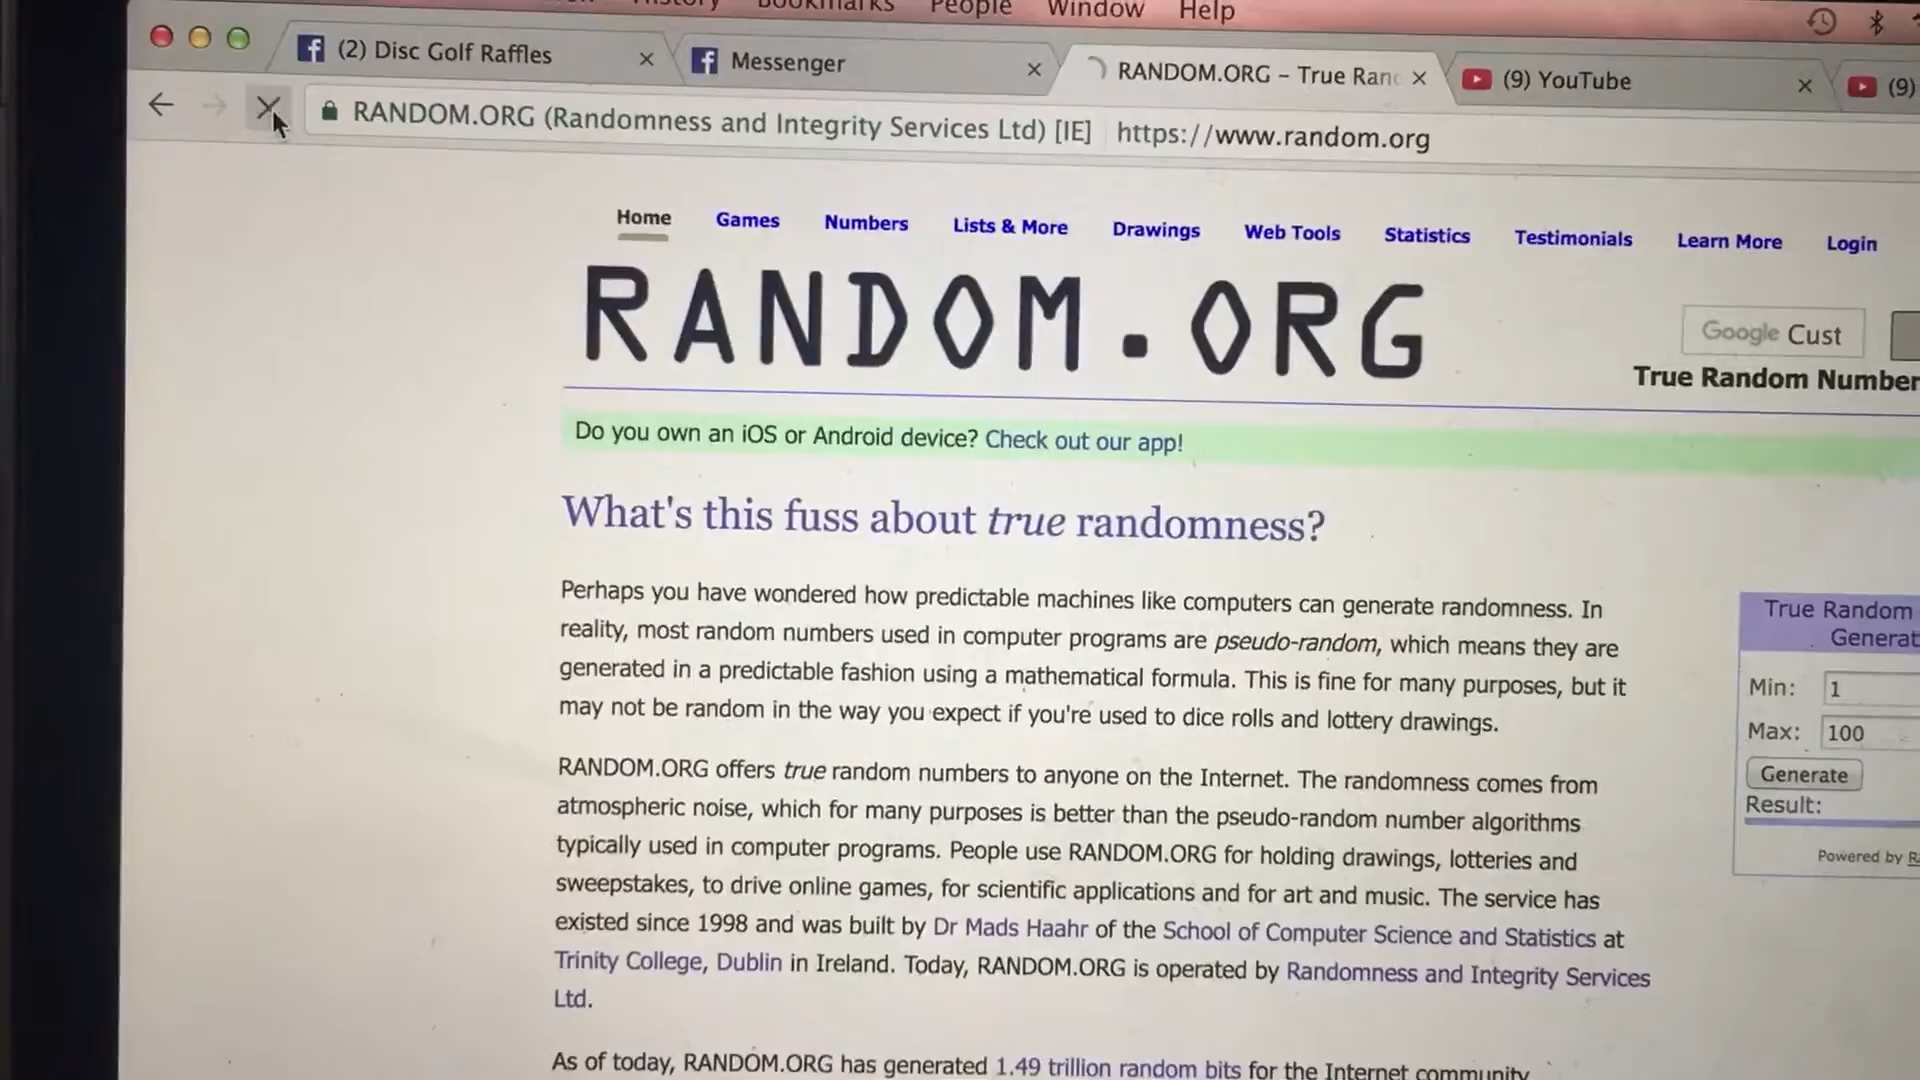 History Bookmarks People Window Help
(2) Disc Golf Raffles
Messenger
RANDOM.ORG – True Ran
(9) YouTube
(9)
RANDOM.ORG (Randomness and Integrity Services Ltd) [IE] https://www.random.org
Home Games Numbers Lists & More Drawings Web Tools Statistics Testimonials Learn More Login
RANDOM.ORG
Google Cust
True Random Number
Do you own an iOS or Android device? Check out our app!
What's this fuss about true randomness?
Perhaps you have wondered how predictable machines like computers can generate randomness. In
reality, most random numbers used in computer programs are pseudo-random, which means they are
generated in a predictable fashion using a mathematical formula. This is fine for many purposes, but it
may not be random in the way you expect if you're used to dice rolls and lottery drawings.
RANDOM.ORG offers true random numbers to anyone on the Internet. The randomness comes from
atmospheric noise, which for many purposes is better than the pseudo-random number algorithms
typically used in computer programs. People use RANDOM.ORG for holding drawings, lotteries and
sweepstakes, to drive online games, for scientific applications and for art and music. The service has
existed since 1998 and was built by Dr Mads Haahr of the School of Computer Science and Statistics at
Trinity College, Dublin in Ireland. Today, RANDOM.ORG is operated by Randomness and Integrity Services
Ltd.
As of today, RANDOM.ORG has generated 1.49 trillion random bits for the Internet community.
True Random
Generat
Min: 1
Max: 100
Generate
Result:
Powered by R